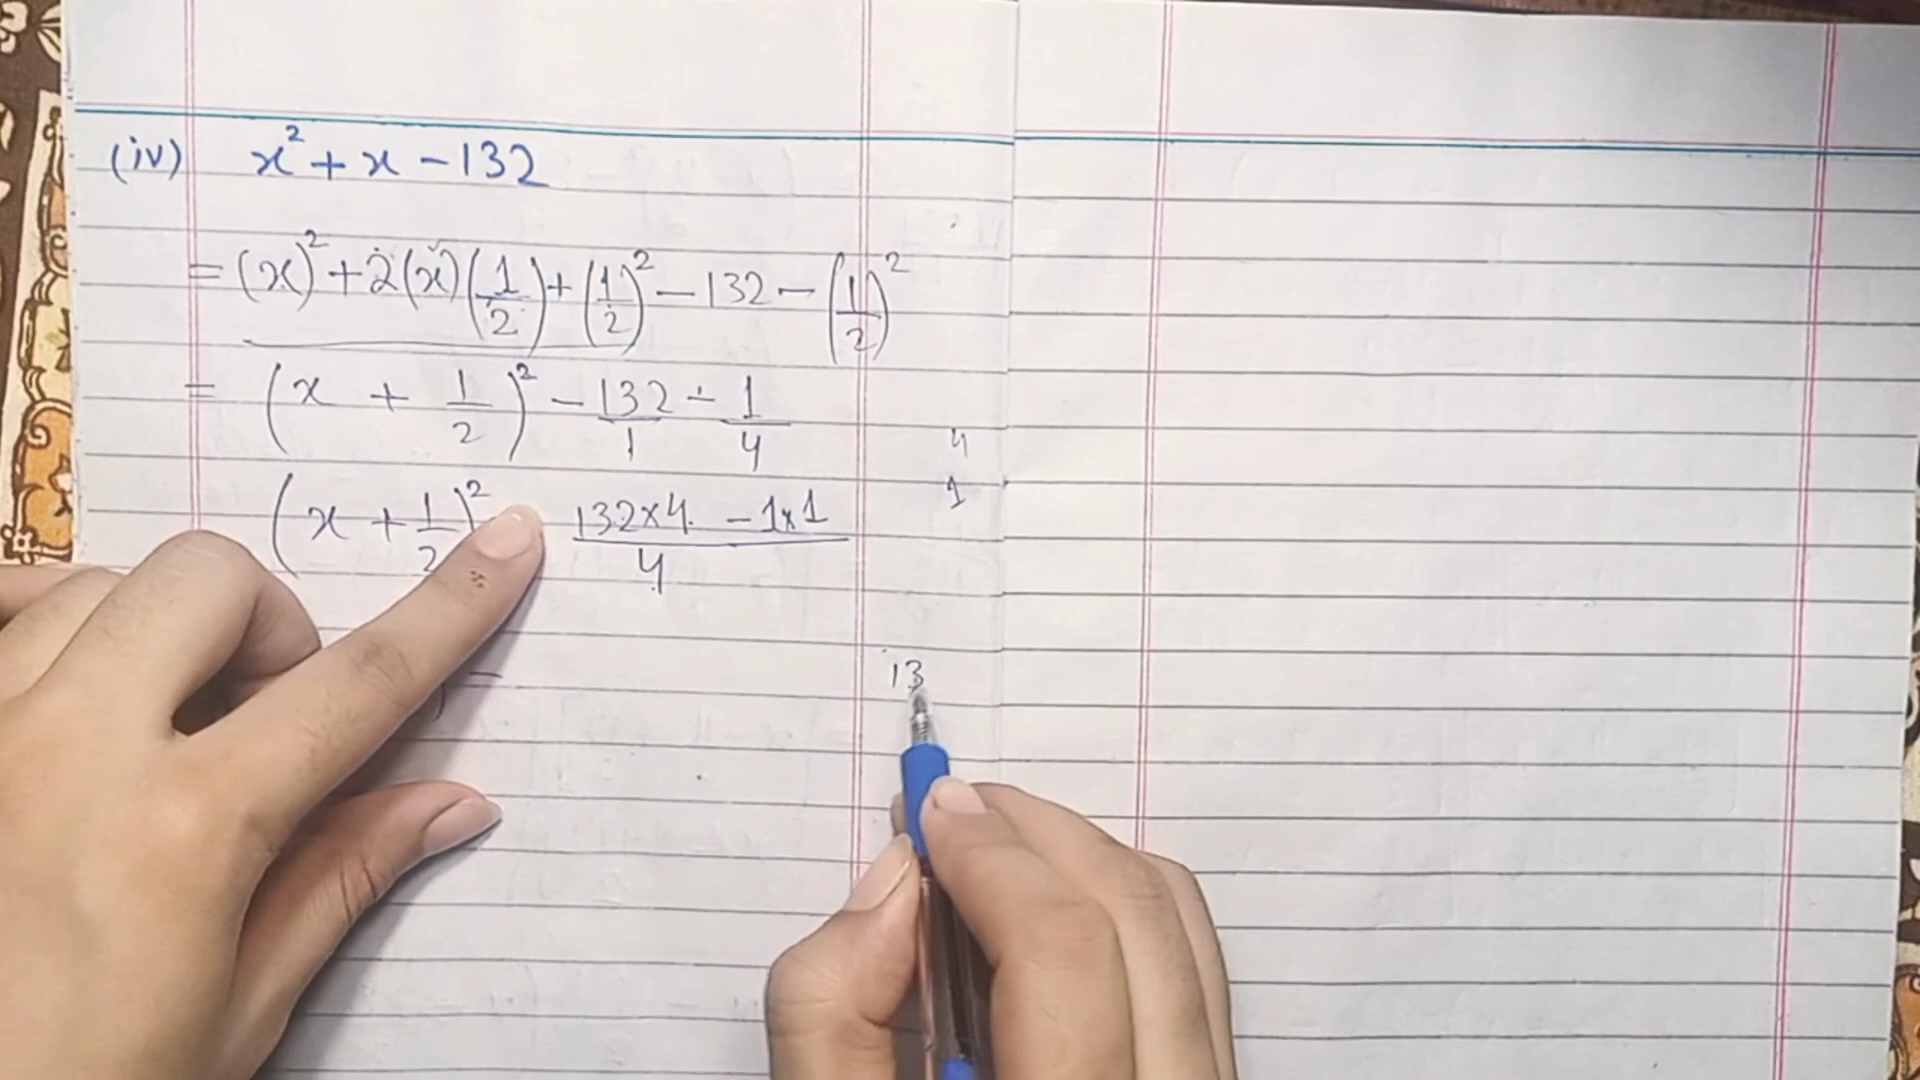 (iv) x² + x - 132
= (x)² + 2(x)(1/2) + (1/2)² - 132 - (1/2)²
= (x + 1/2)² - 132/1 - 1/4
4
1
(x + 1/2)² 132×4 - 1×1/4
13